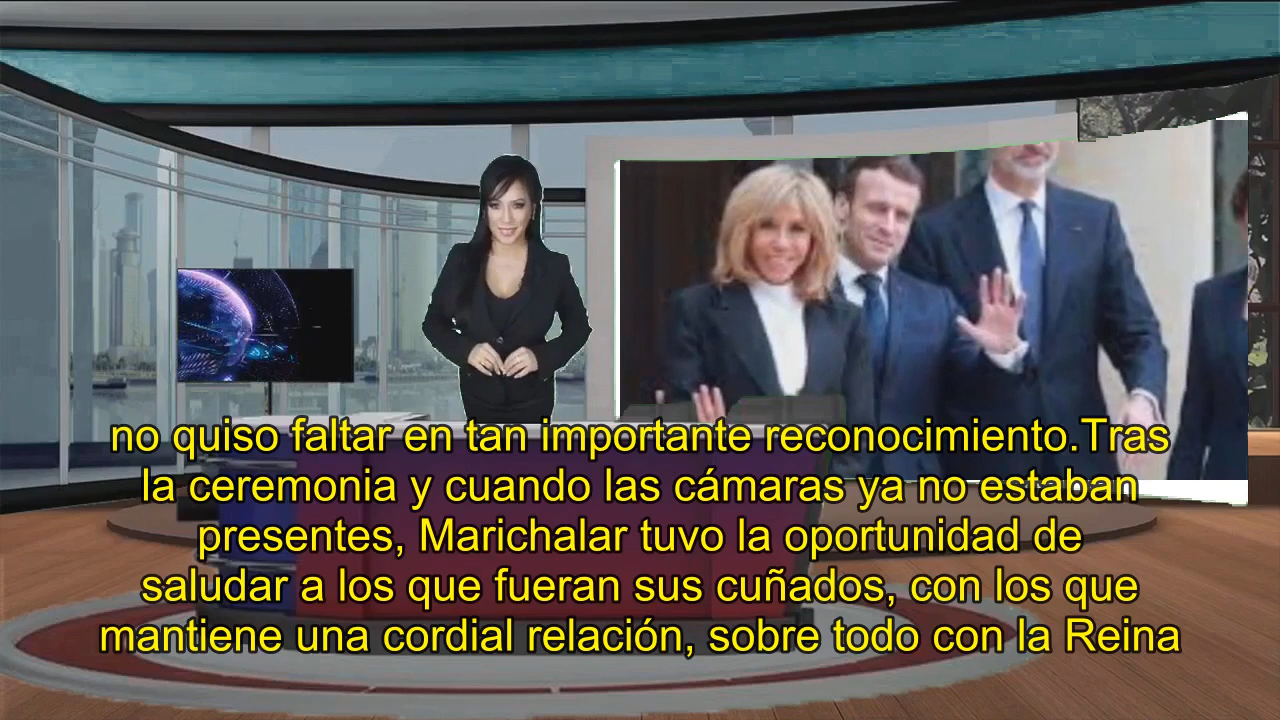 no quiso faltar en tan importante reconocimiento.Tras
la ceremonia y cuando las cámaras ya no estaban
presentes, Marichalar tuvo la oportunidad de
saludar a los que fueran sus cuñados, con los que
mantiene una cordial relación, sobre todo con la Reina